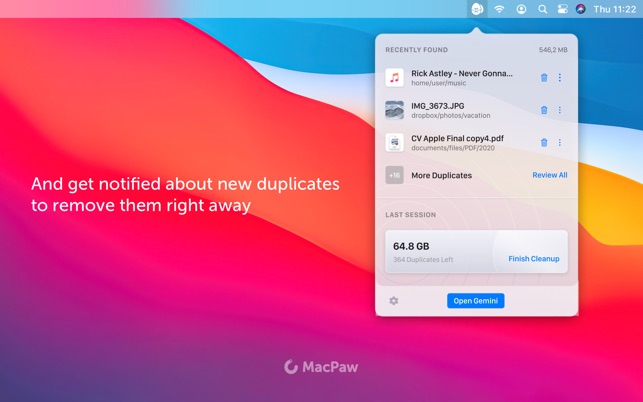 Thu 11:22
RECENTLY FOUND 546,2 MB
Rick Astley - Never Gonna...
home/user/music
IMG_3673.JPG
dropbox/photos/vacation
CV Apple Final copy4.pdf
documents/files/PDF/2020
+16 More Duplicates Review All
And get notified about new duplicates
to remove them right away
LAST SESSION
64.8 GB
364 Duplicates Left Finish Cleanup
Open Gemini
MacPaw